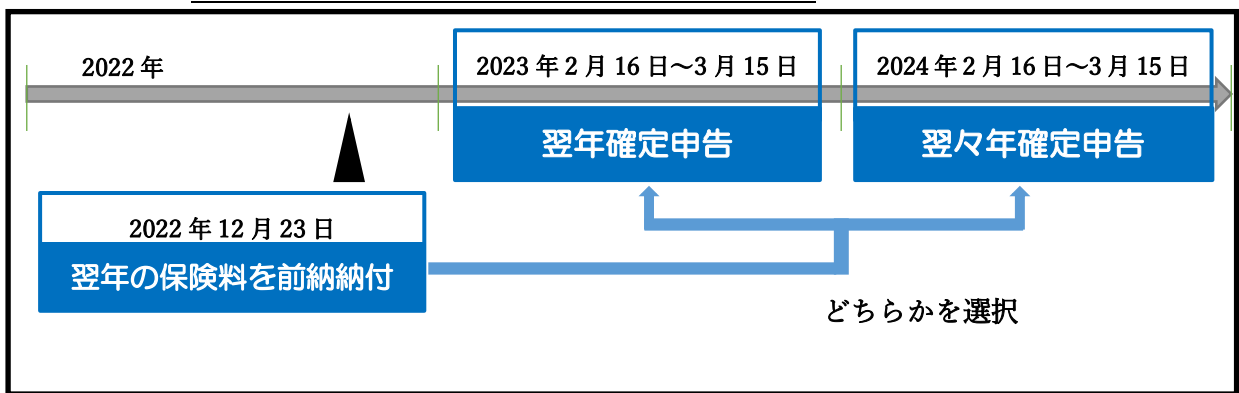 2022年
2023年2月16日～3月15日
翌年確定申告
2024年2月16日～3月15日
翌々年確定申告
2022年12月23日
翌年の保険料を前納納付
どちらかを選択